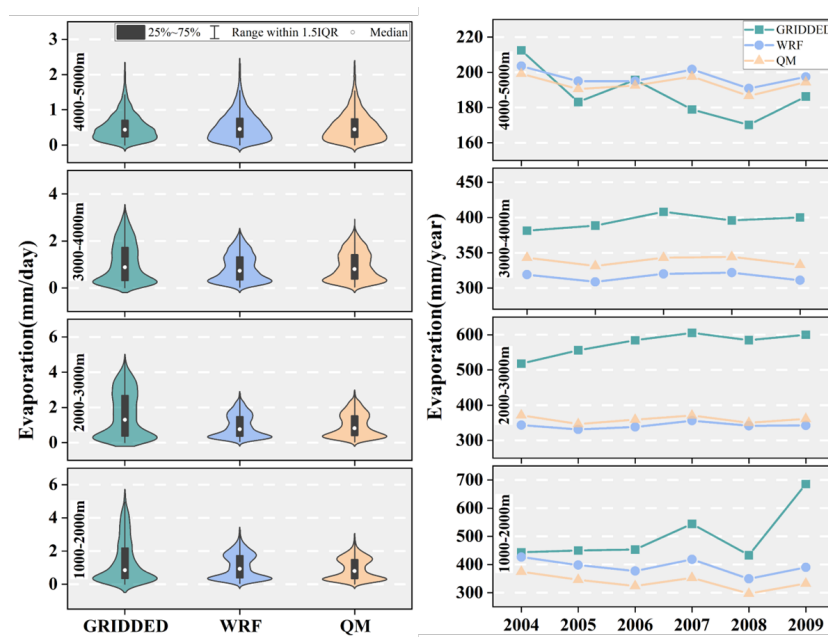 25%~75% Range within 1.5IQR Median
Evaporation(mm/day)
4000-5000m
3
2
1
0
3000-4000m
4
2
0
2000-3000m
6
4
2
0
1000-2000m
6
4
2
0
GRIDDED WRF QM
GRIDDED
WRF
QM
Evaporation(mm/year)
4000-5000m
220
200
180
160
3000-4000m
450
400
350
300
2000-3000m
600
500
400
300
1000-2000m
700
600
500
400
300
2004 2005 2006 2007 2008 2009